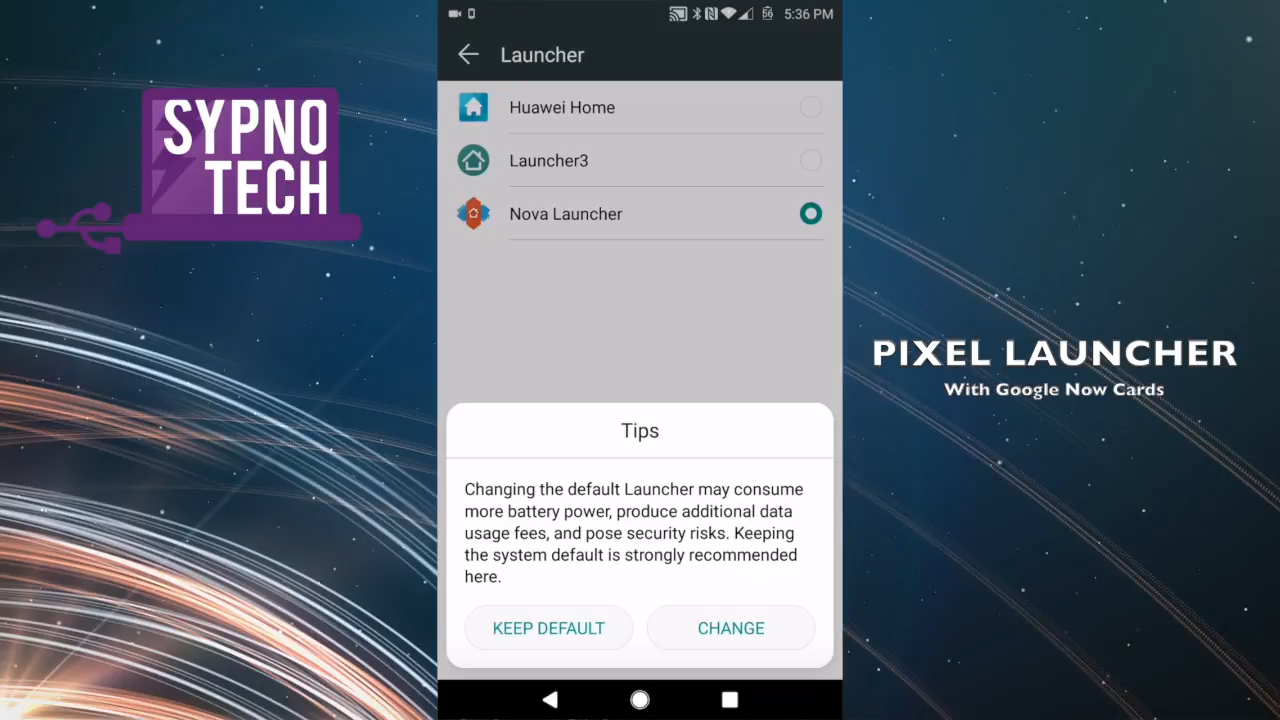 5:36 PM
56
Launcher
SYPNO
TECH
Huawei Home
Launcher3
Nova Launcher
PIXEL LAUNCHER
With Google Now Cards
Tips
Changing the default Launcher may consume
more battery power, produce additional data
usage fees, and pose security risks. Keeping
the system default is strongly recommended
here.
KEEP DEFAULT
CHANGE